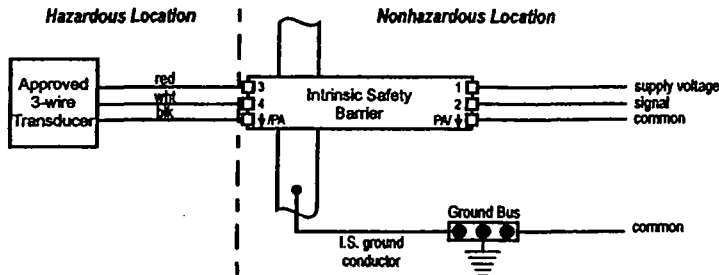 Hazardous Location
Nonhazardous Location
Approved
3-wire
Transducer
red
wht
blk
3
4
/PA
Intrinsic Safety
Barrier
1
2
PA/
supply voltage
signal
common
Ground Bus
I.S. ground
conductor
common